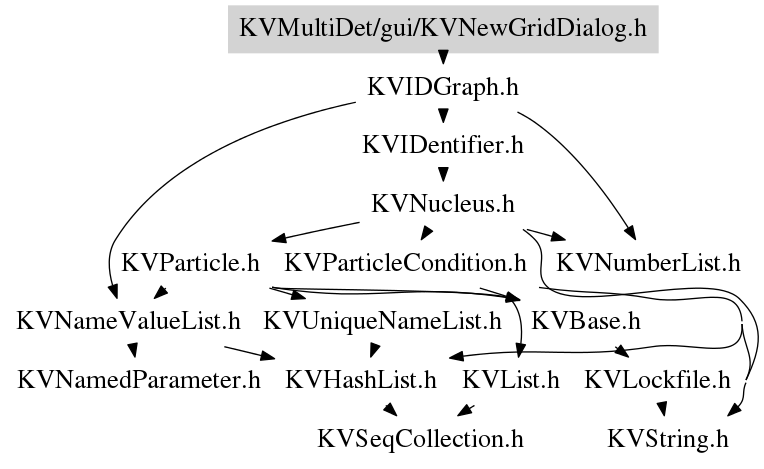 KVMultiDet/gui/KVNewGridDialog.h
KVIDGraph.h
KVIDentifier.h
KVNucleus.h
KVParticle.h KVParticleCondition.h KVNumberList.h
KVNameValueList.h KVUniqueNameList.h KVBase.h
KVNamedParameter.h KVHashList.h KVList.h KVLockfile.h
KVSeqCollection.h KVString.h